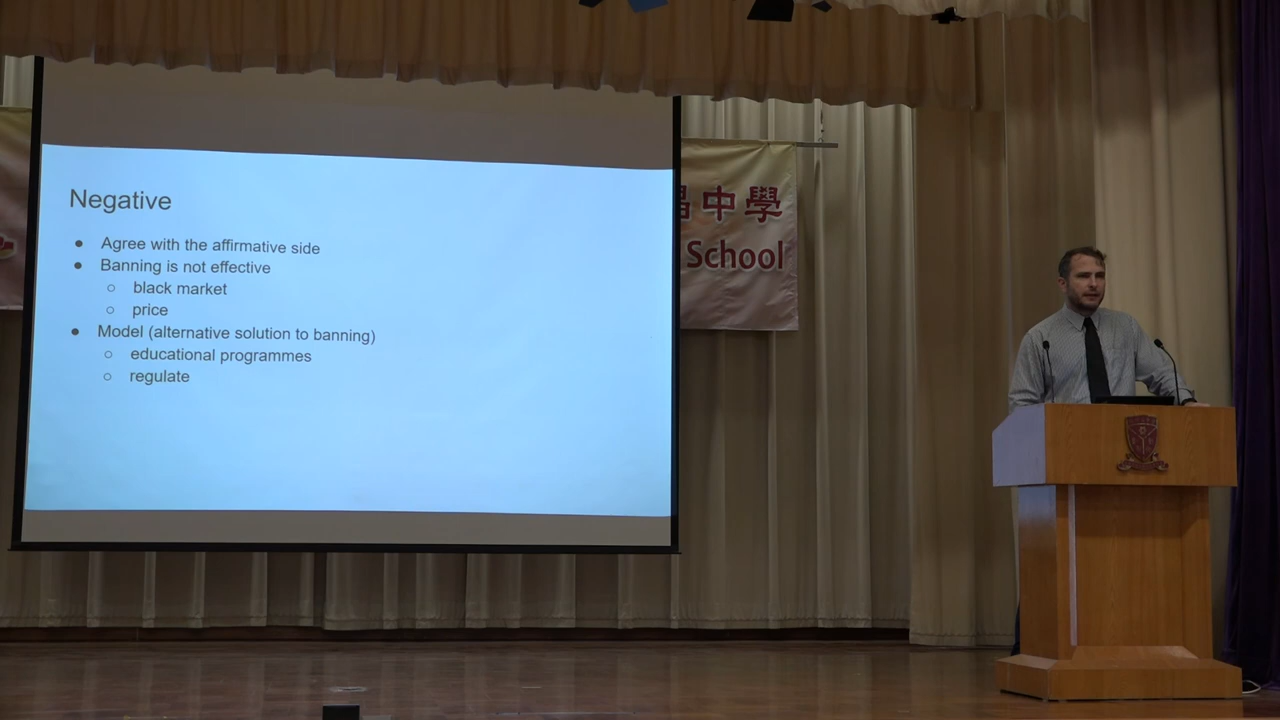 Negative
● Agree with the affirmative side
● Banning is not effective
○ black market
○ price
● Model (alternative solution to banning)
○ educational programmes
○ regulate
中學
School